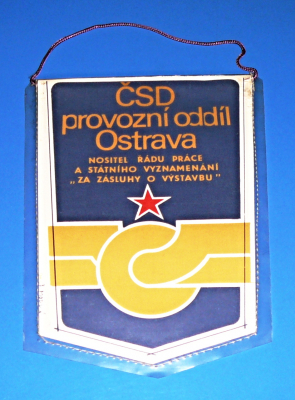 ČSD
provozní oddíl
Ostrava
NOSITEL ŘÁDU PRÁCE
A STÁTNÍHO VYZNAMENÁNÍ
„ZA ZÁSLUHY O VÝSTAVBU"